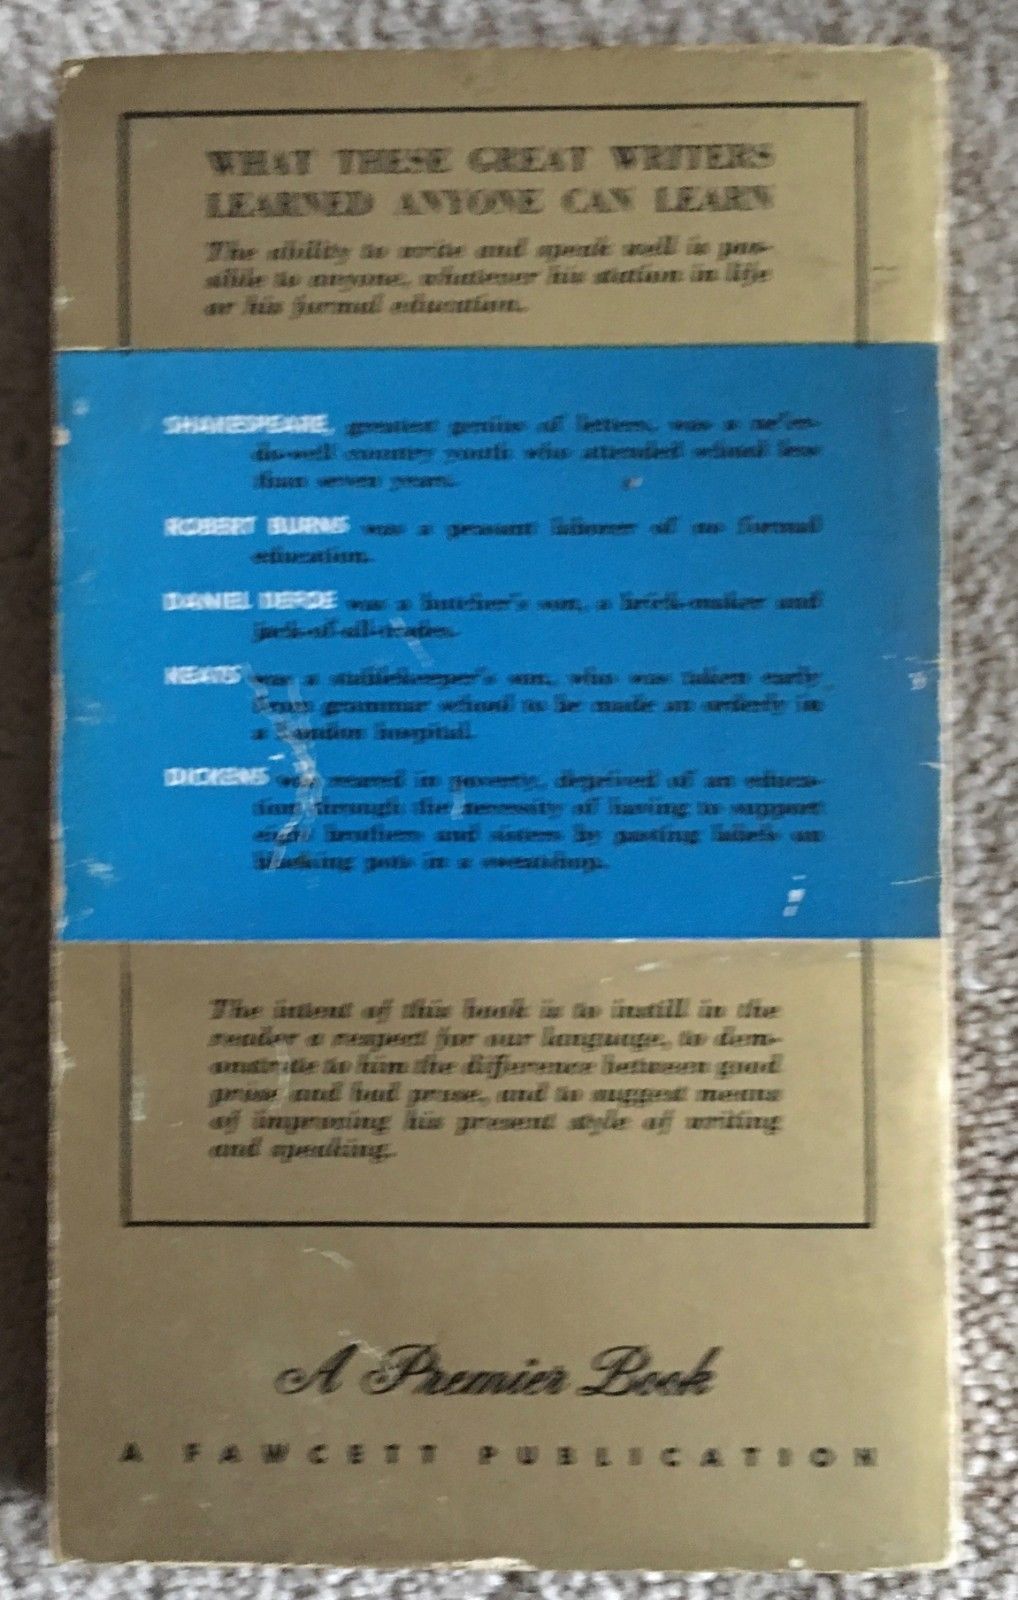 WHAT THESE GREAT WRITERS
LEARNED ANYONE CAN LEARN
The ability to write and speak well is pos-
sible to anyone, whatever his station in life
or his formal education.
SHAKESPEARE, greatest genius of letters, was a ne'er-
do-well country youth who attended school less
than seven years.
ROBERT BURNS was a peasant laborer of no formal
education.
DANIEL DEFOE was a butcher's son, a brick-maker and
jack-of-all-trades.
KEATS was a stablekeeper's son, who was taken early
from grammar school to be made an orderly in
a London hospital.
DICKENS was reared in poverty, deprived of an educa-
tion through the necessity of having to support
eight brothers and sisters by pasting labels on
blacking pots in a sweatshop.
The intent of this book is to instill in the
reader a respect for our language, to dem-
onstrate to him the difference between good
prose and bad prose, and to suggest means
of improving his present style of writing
and speaking.
A Premier Book
A FAWCETT PUBLICATION